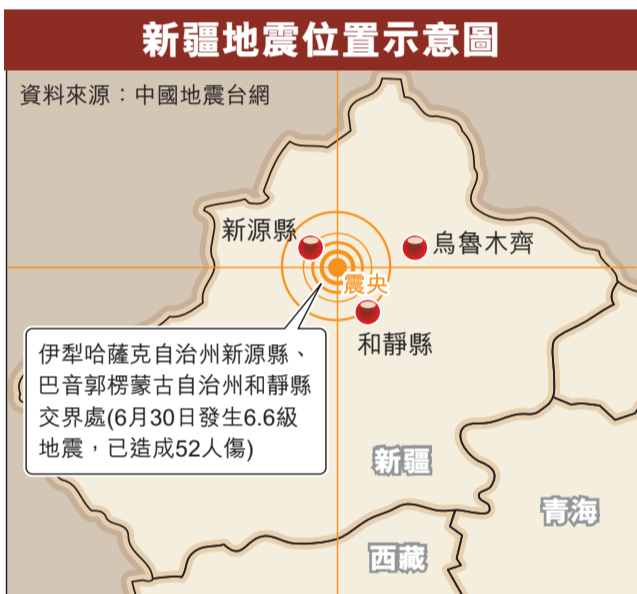 新疆地震位置示意圖
資料來源：中國地震台網
新源縣
烏魯木齊
震央
和靜縣
伊犁哈薩克自治州新源縣、
巴音郭楞蒙古自治州和靜縣
交界處(6月30日發生6.6級
地震，已造成52人傷)
新疆
青海
西藏